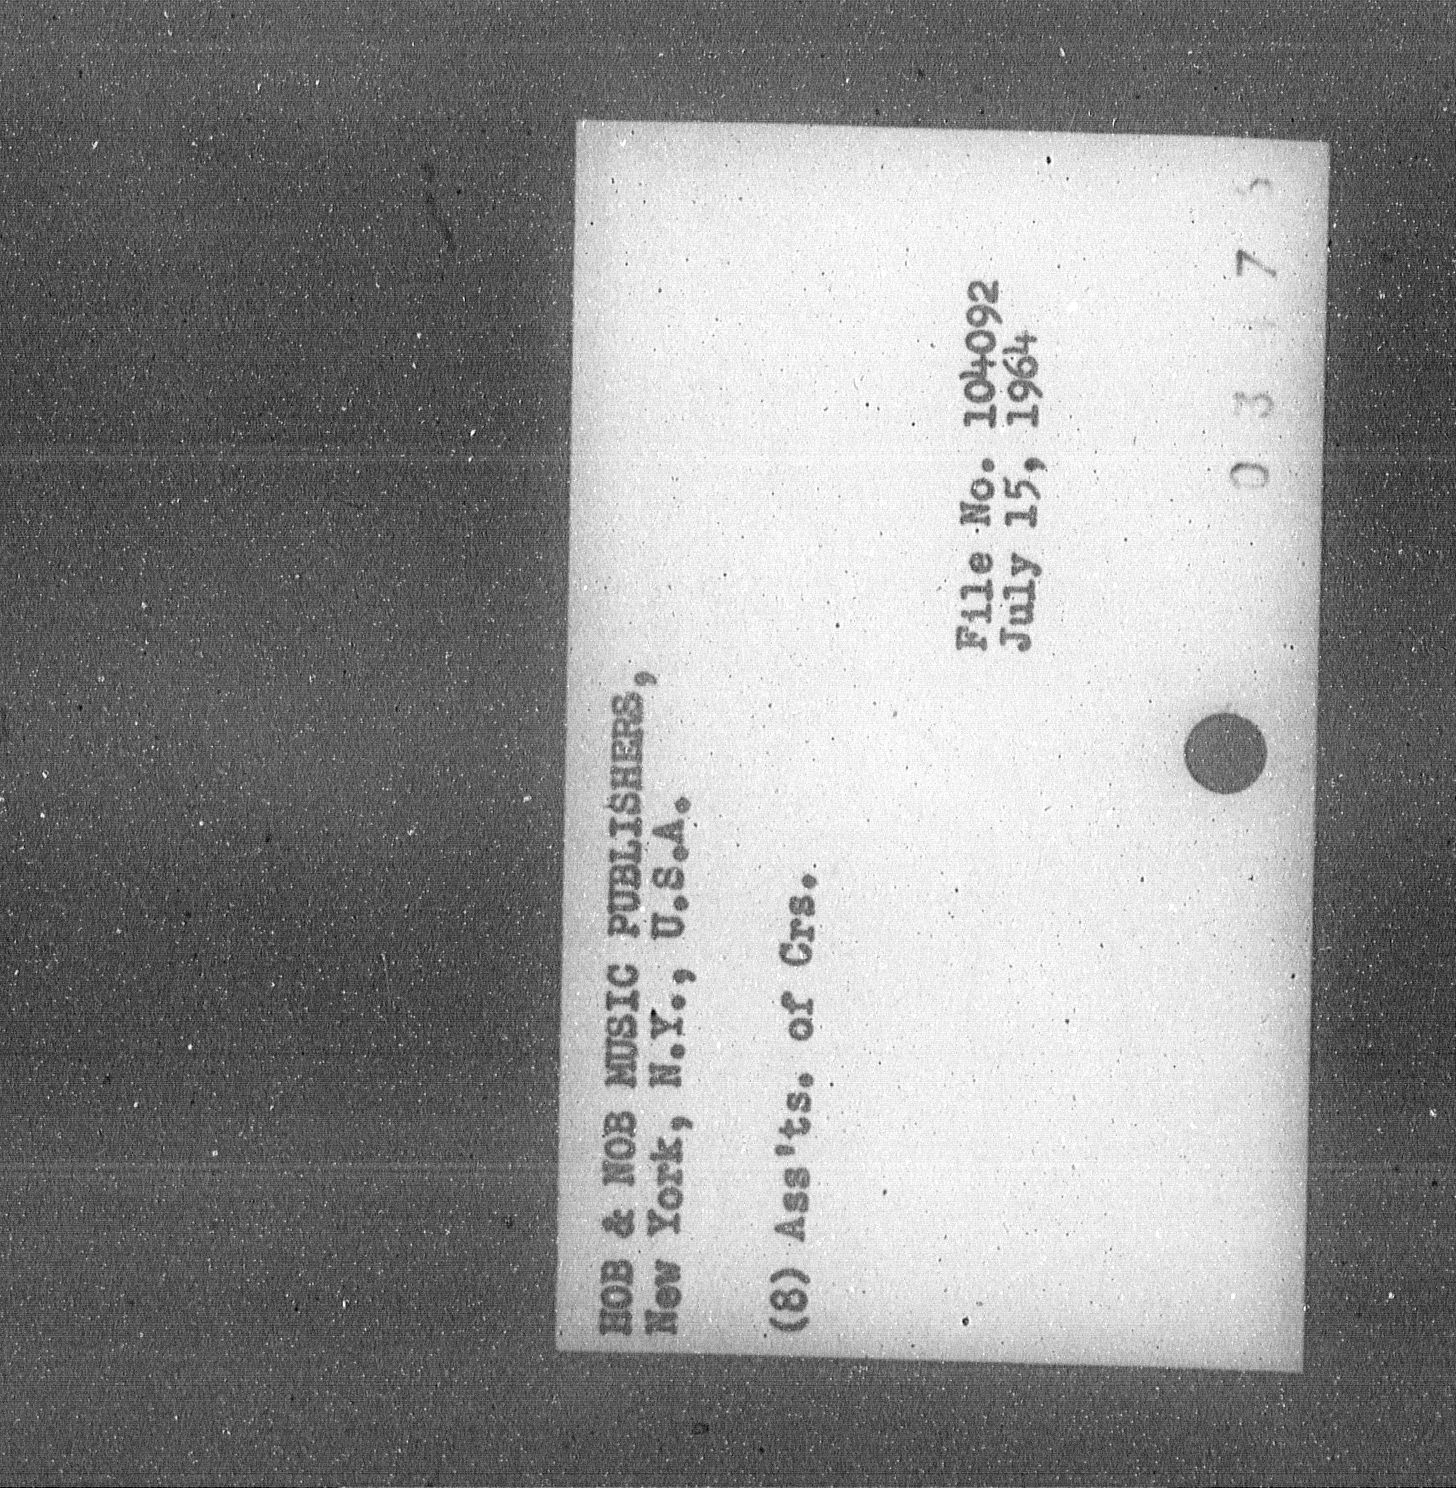 HOB & NOB MUSIC PUBLISHERS,
New York, N.Y., U.S.A.
(8) Ass'ts. of Crs.
File No. 104092
July 15, 1964